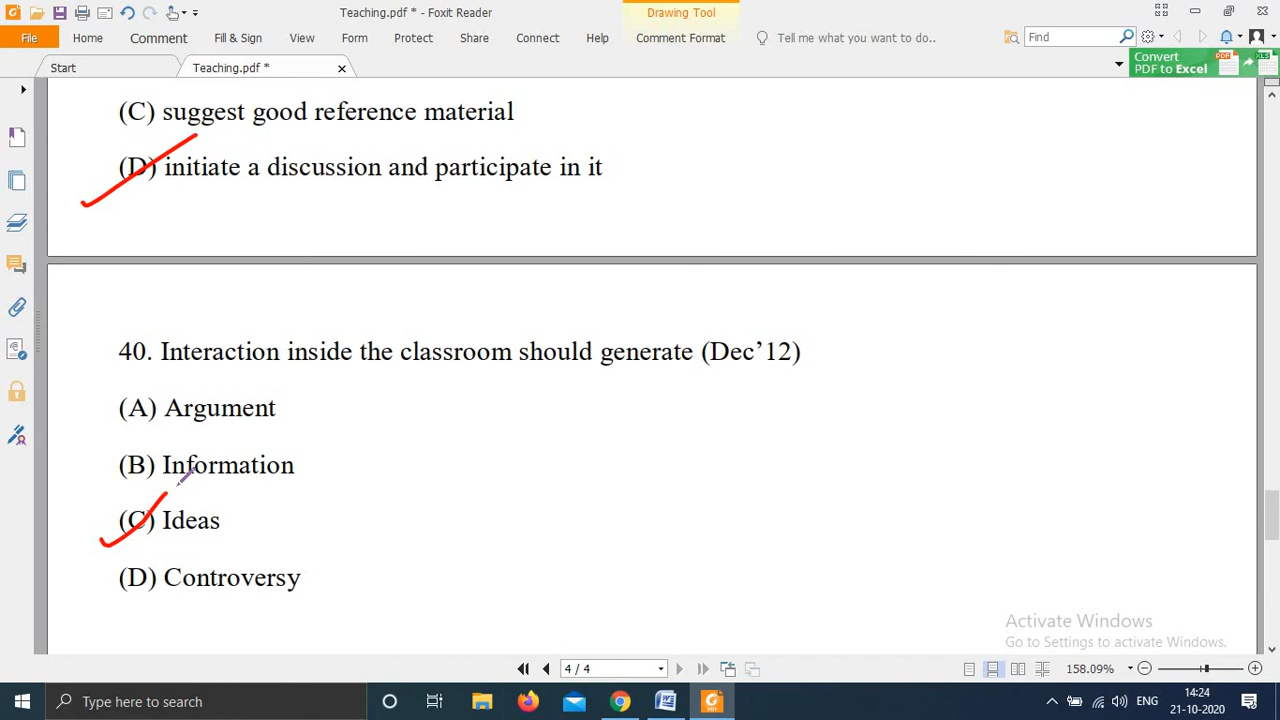 Teaching.pdf * - Foxit Reader
Drawing Tool
File
Home
Comment
Fill & Sign
View
Form
Protect
Share
Connect
Help
Comment Format
Tell me what you want to do..
Find
Start
Teaching.pdf *
Convert
PDF to Excel
(C) suggest good reference material
(D) initiate a discussion and participate in it
40. Interaction inside the classroom should generate (Dec’12)
(A) Argument
(B) Information
(C) Ideas
(D) Controversy
Activate Windows
Go to Settings to activate Windows.
4 / 4
158.09%
Type here to search
ENG
14:24
21-10-2020